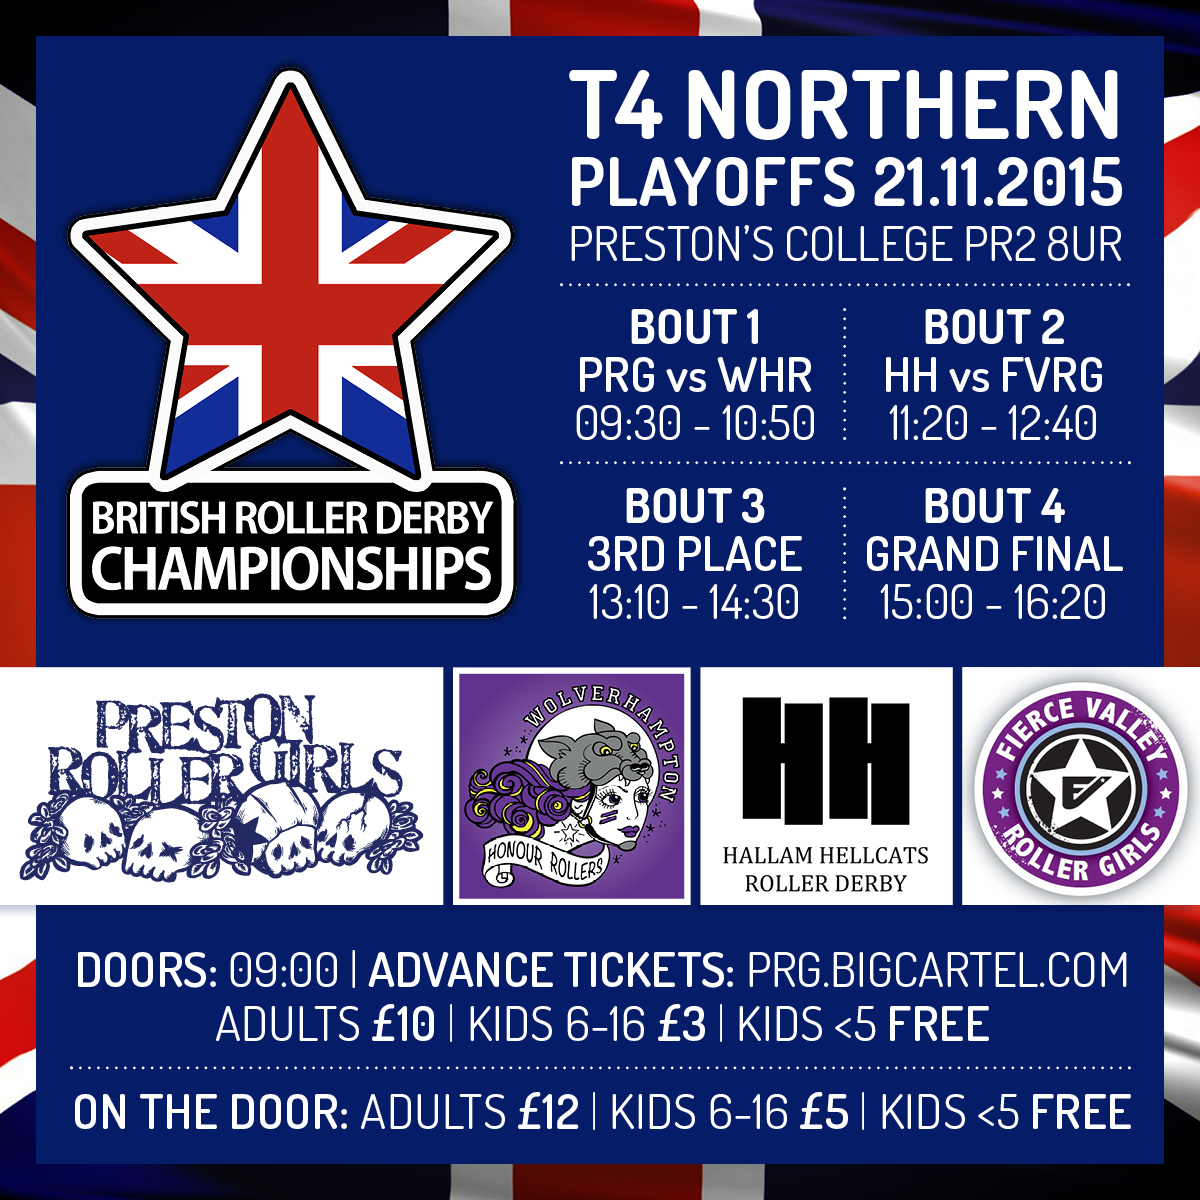 T4 NORTHERN
PLAYOFFS 21.11.2015
PRESTON'S COLLEGE PR2 8UR
BOUT 1
PRG vs WHR
09:30 - 10:50
BOUT 2
HH vs FVRG
11:20 - 12:40
BOUT 3
3RD PLACE
13:10 - 14:30
BOUT 4
GRAND FINAL
15:00 - 16:20
BRITISH ROLLER DERBY
CHAMPIONSHIPS
PRESTON
ROLLER GIRLS
WOLVERHAMPTON
HONOUR ROLLERS
HH
HALLAM HELLCATS
ROLLER DERBY
FIERCE VALLEY
ROLLER GIRLS
DOORS: 09:00 | ADVANCE TICKETS: PRG.BIGCARTEL.COM
ADULTS £10 | KIDS 6-16 £3 | KIDS <5 FREE
ON THE DOOR: ADULTS £12 | KIDS 6-16 £5 | KIDS <5 FREE